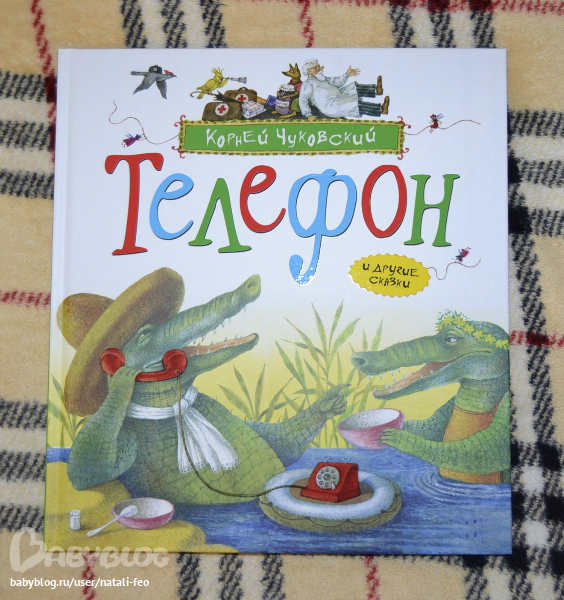 Корней Чуковский
Телефон
и другие
сказки
BABYBLOG
babyblog.ru/user/natali-feo